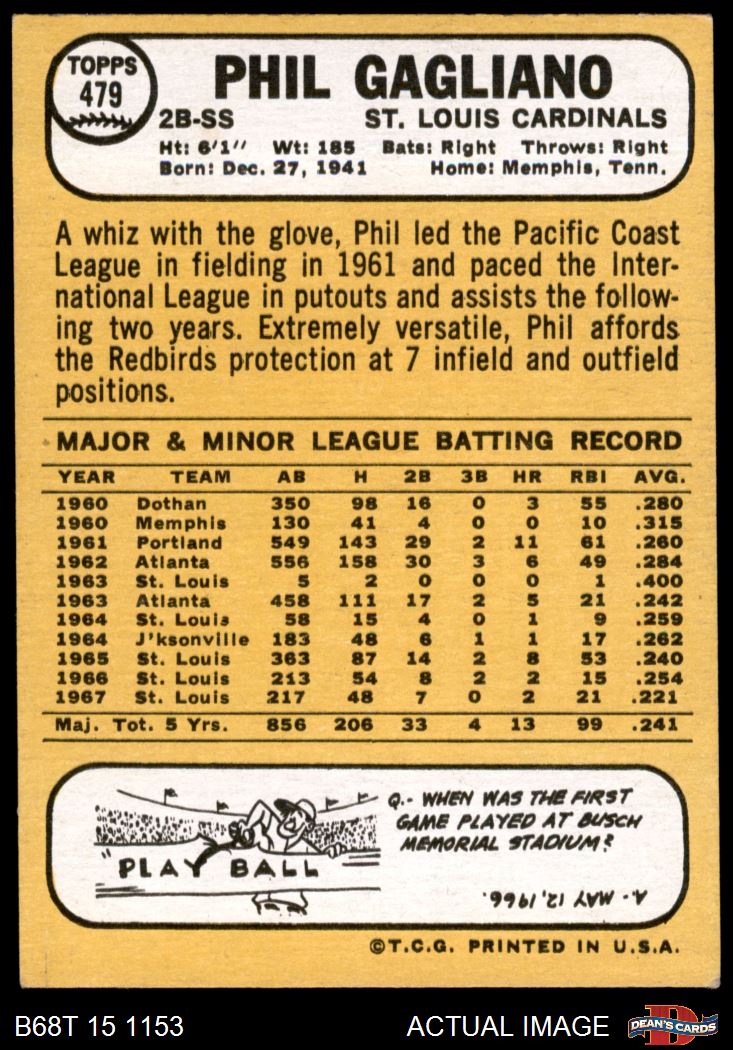 TOPPS
479
PHIL GAGLIANO
2B-SS ST. LOUIS CARDINALS
Ht: 6'1" Wt: 185 Bats: Right Throws: Right
Born: Dec. 27, 1941 Home: Memphis, Tenn.
A whiz with the glove, Phil led the Pacific Coast
League in fielding in 1961 and paced the Inter-
national League in putouts and assists the follow-
ing two years. Extremely versatile, Phil affords
the Redbirds protection at 7 infield and outfield
positions.
MAJOR & MINOR LEAGUE BATTING RECORD
YEAR TEAM AB H 2B 3B HR RBI AVG.
1960 Dothan 350 98 16 0 3 55 .280
1960 Memphis 130 41 4 0 0 10 .315
1961 Portland 549 143 29 2 11 61 .260
1962 Atlanta 556 158 30 3 6 49 .284
1963 St. Louis 5 2 0 0 0 1 .400
1963 Atlanta 458 111 17 2 5 21 .242
1964 St. Louis 58 15 4 0 1 9 .259
1964 J'ksonville 183 48 6 1 1 17 .262
1965 St. Louis 363 87 14 2 8 53 .240
1966 St. Louis 213 54 8 2 2 15 .254
1967 St. Louis 217 48 7 0 2 21 .221
Maj. Tot. 5 Yrs. 856 206 33 4 13 99 .241
"PLAY BALL
Q.- WHEN WAS THE FIRST
GAME PLAYED AT BUSCH
MEMORIAL STADIUM?
A - MAY 12, 1966.
©T.C.G. PRINTED IN U.S.A.
B68T 15 1153 ACTUAL IMAGE
D
DEAN'S CARDS